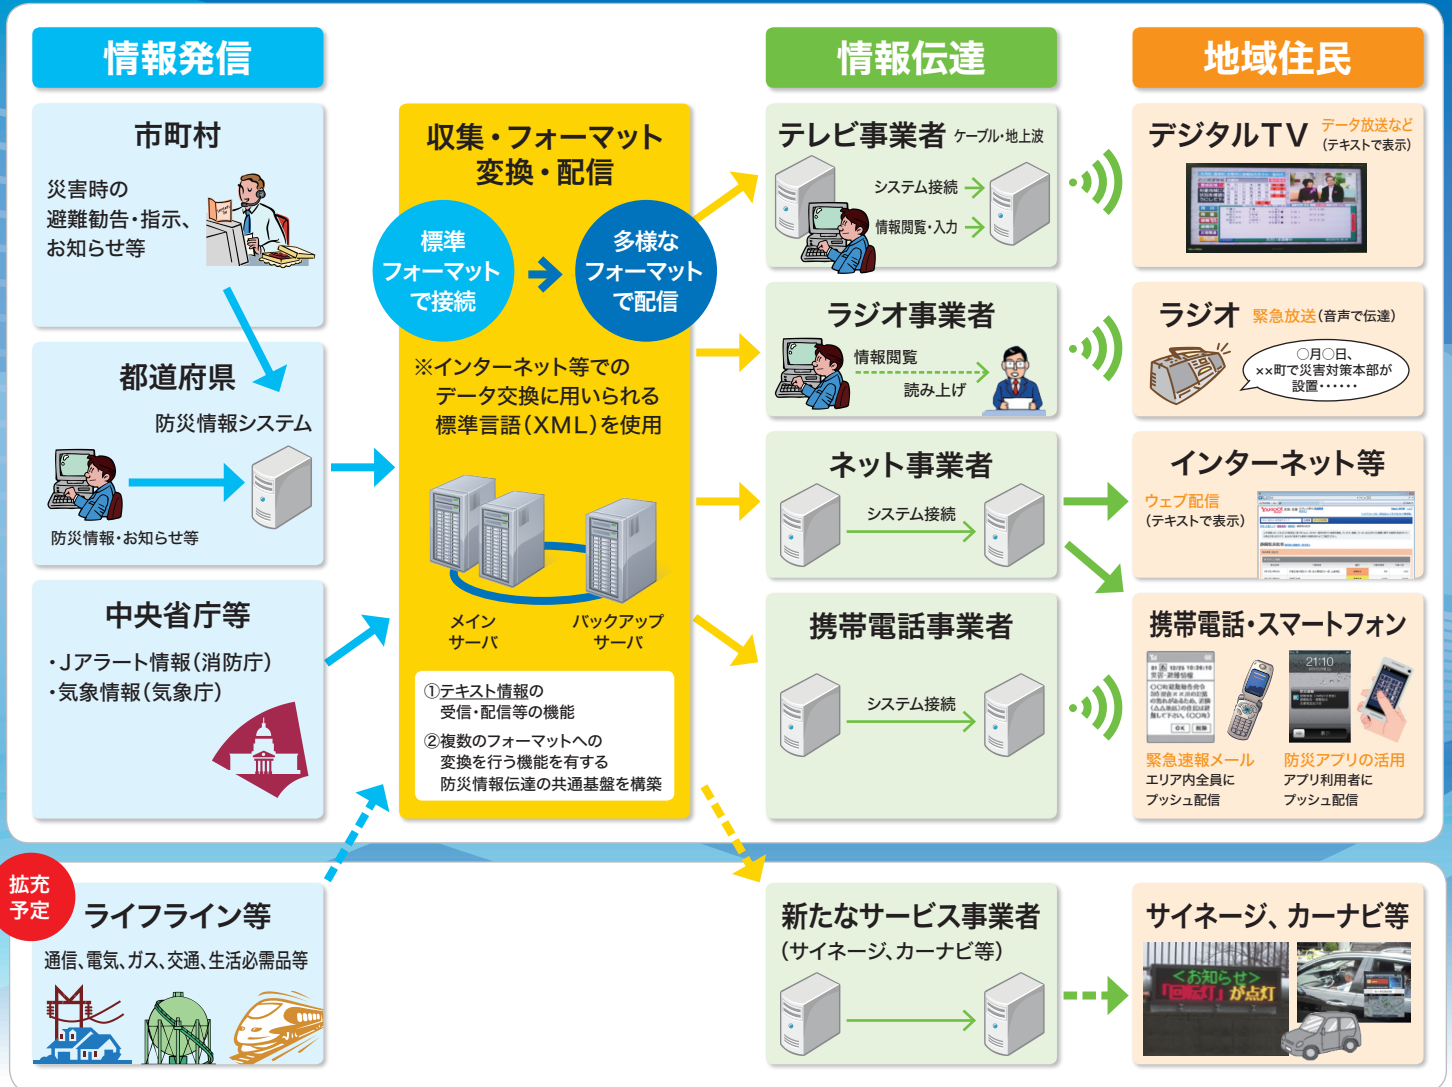 情報発信
市町村
災害時の
避難勧告・指示、
お知らせ等
都道府県
防災情報システム
防災情報・お知らせ等
中央省庁等
・Jアラート情報(消防庁)
・気象情報(気象庁)
拡充
予定
ライフライン等
通信、電気、ガス、交通、生活必需品等
収集・フォーマット
変換・配信
標準
フォーマット
で接続
多様な
フォーマット
で配信
※インターネット等での
データ交換に用いられる
標準言語(XML)を使用
メイン
サーバ
バックアップ
サーバ
①テキスト情報の
受信・配信等の機能
②複数のフォーマットへの
変換を行う機能を有する
防災情報伝達の共通基盤を構築
情報伝達
テレビ事業者 ケーブル・地上波
システム接続
情報閲覧・入力
ラジオ事業者
情報閲覧
読み上げ
ネット事業者
システム接続
携帯電話事業者
システム接続
新たなサービス事業者
(サイネージ、カーナビ等)
地域住民
デジタルTV データ放送など
(テキストで表示)
ラジオ 緊急放送(音声で伝達)
○月○日、
××町で災害対策本部が
設置……
インターネット等
ウェブ配信
(テキストで表示)
携帯電話・スマートフォン
21:10
緊急速報メール
エリア内全員に
プッシュ配信
防災アプリの活用
アプリ利用者に
プッシュ配信
サイネージ、カーナビ等
<お知らせ>
「回転灯」が点灯